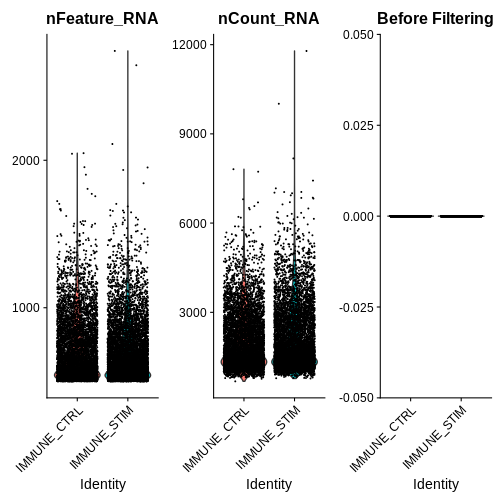 nFeature_RNA
2000
1000
IMMUNE_CTRL
IMMUNE_STIM
Identity
nCount_RNA
12000
9000
6000
3000
IMMUNE_CTRL
IMMUNE_STIM
Identity
Before Filtering
0.050
0.025
0.000
-0.025
-0.050
IMMUNE_CTRL
IMMUNE_STIM
Identity